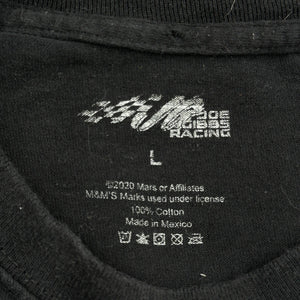 JOE
GIBBS
RACING
L
©2020 Mars or Affiliates
M&M'S Marks used under license
100% Cotton
Made in Mexico